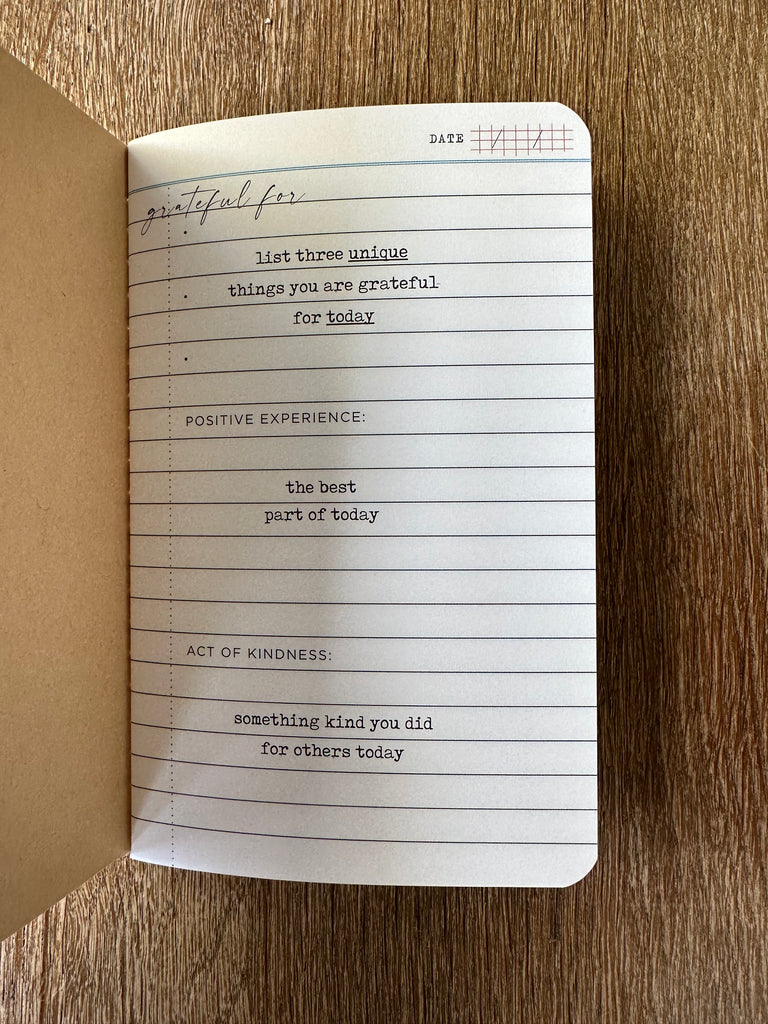 DATE / /
grateful for
list three unique
things you are grateful
for today
POSITIVE EXPERIENCE:
the best
part of today
ACT OF KINDNESS:
something kind you did
for others today